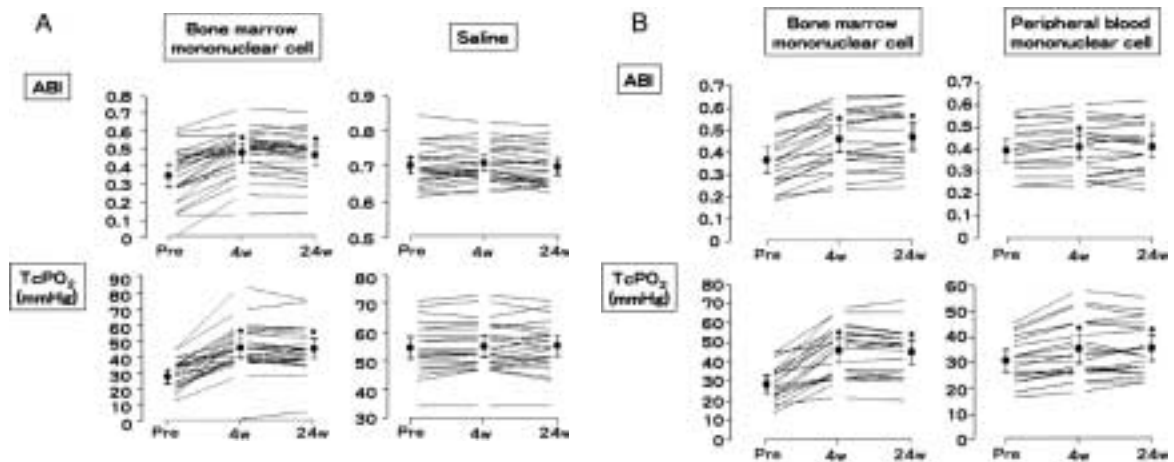 A
Bone marrow
mononuclear cell
Saline
ABI
0.8
0.7
0.6
0.5
0.4
0.3
0.2
0.1
0
Pre
4w
24w
0.9
0.8
0.7
0.6
0.5
Pre
4w
24w
TcPO₂
(mmHg)
90
80
70
60
50
40
30
20
10
0
Pre
4w
24w
80
70
60
50
40
30
Pre
4w
24w
B
Bone marrow
mononuclear cell
Peripheral blood
mononuclear cell
ABI
0.7
0.6
0.5
0.4
0.3
0.2
0.1
0
Pre
4w
24w
0.7
0.6
0.5
0.4
0.3
0.2
0.1
0
Pre
4w
24w
TcPO₂
(mmHg)
80
70
60
50
40
30
20
10
0
Pre
4w
24w
60
50
40
30
20
10
0
Pre
4w
24w